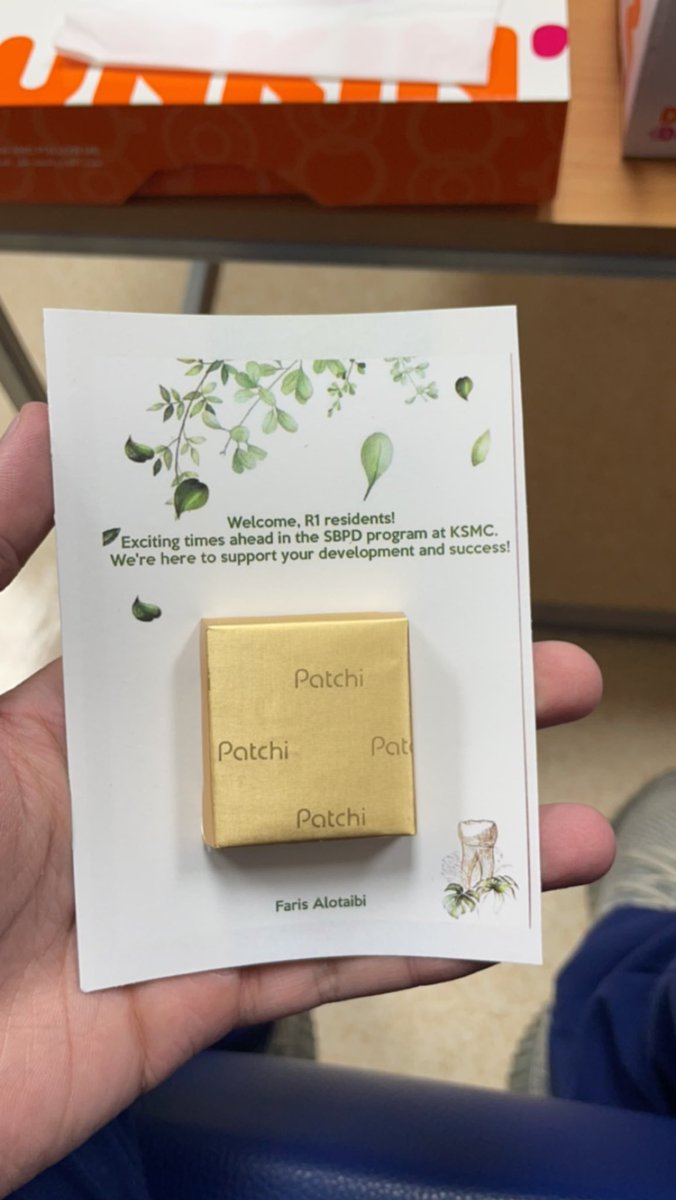 Welcome, R1 residents!
Exciting times ahead in the SBPD program at KSMC.
We're here to support your development and success!
Patchi
Patchi
Patchi
Faris Alotaibi